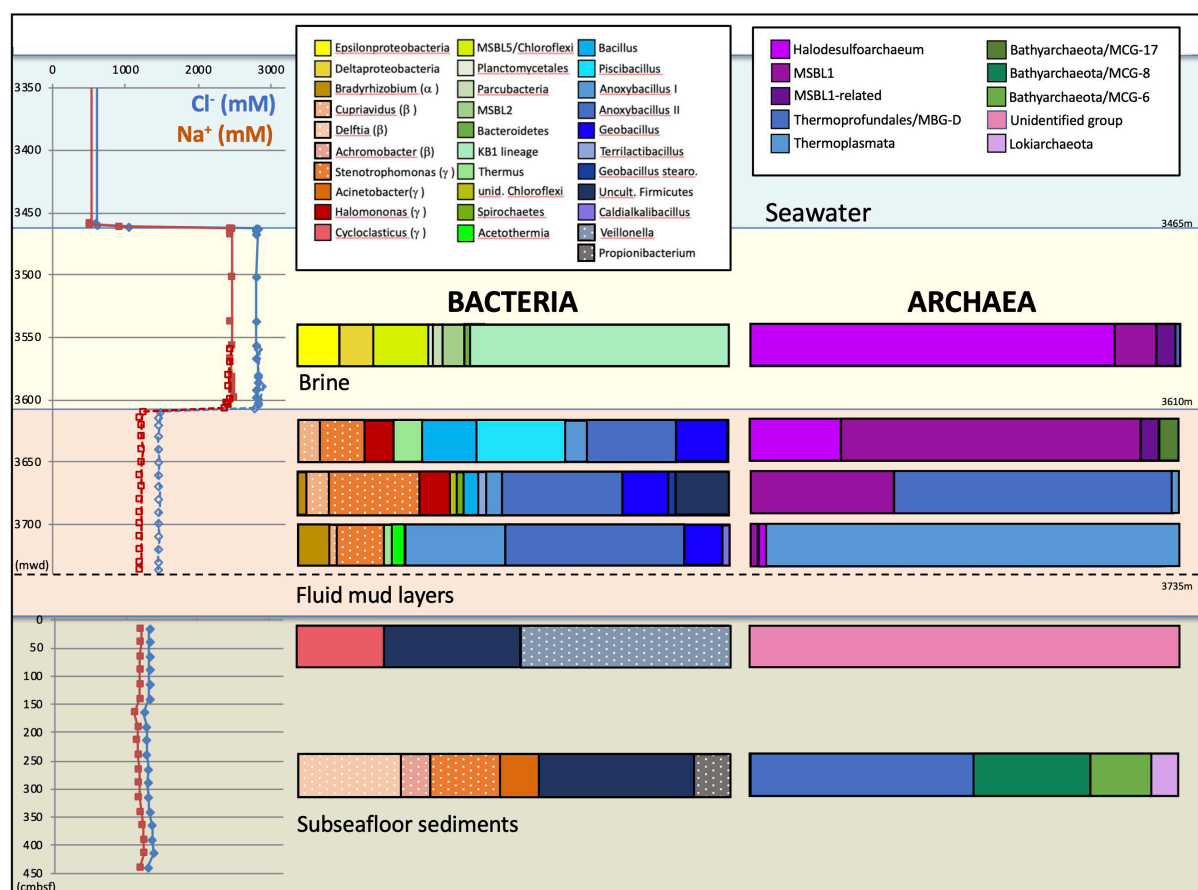 0
1000
2000
3000
3350
3400
3450
3500
3550
3600
3650
3700
(mwd)
Cl- (mM)
Na+ (mM)
Epsilonproteobacteria
Deltaproteobacteria
Bradyrhizobium (α )
Cupriavidus (β )
Delftia (β)
Achromobacter (β)
Stenotrophomonas (γ )
Acinetobacter(γ )
Halomononas (γ )
Cycloclasticus (γ )
MSBL5/Chloroflexi
Planctomycetales
Parcubacteria
MSBL2
Bacteroidetes
KB1 lineage
Thermus
unid. Chloroflexi
Spirochaetes
Acetothermia
Bacillus
Piscibacillus
Anoxybacillus I
Anoxybacillus II
Geobacillus
Terrilactibacillus
Geobacillus stearo.
Uncult. Firmicutes
Caldialkalibacillus
Veillonella
Propionibacterium
Halodesulfoarchaeum
MSBL1
MSBL1-related
Thermoprofundales/MBG-D
Thermoplasmata
Bathyarchaeota/MCG-17
Bathyarchaeota/MCG-8
Bathyarchaeota/MCG-6
Unidentified group
Lokiarchaeota
Seawater
3465m
BACTERIA
ARCHAEA
Brine
3610m
3735m
Fluid mud layers
0
50
100
150
200
250
300
350
400
450
(cmbsf)
Subseafloor sediments